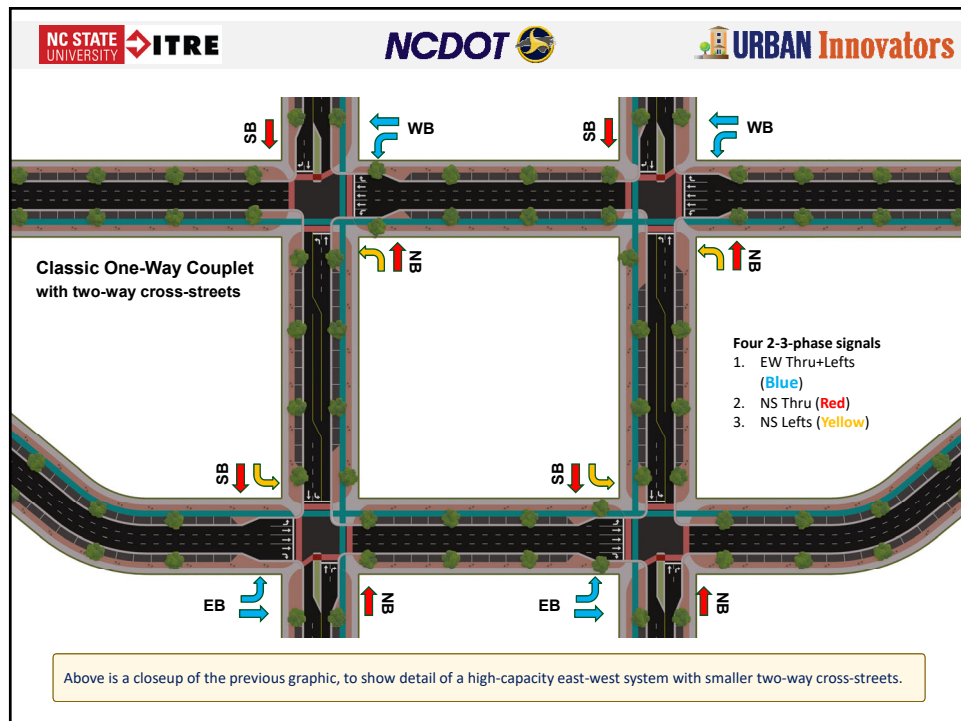 NC STATE UNIVERSITY ITRE
NCDOT
URBAN Innovators
SB
WB
SB
WB
NB
NB
Classic One-Way Couplet
with two-way cross-streets
Four 2-3-phase signals
1. EW Thru+Lefts
(Blue)
2. NS Thru (Red)
3. NS Lefts (Yellow)
SB
SB
EB
NB
EB
NB
Above is a closeup of the previous graphic, to show detail of a high-capacity east-west system with smaller two-way cross-streets.